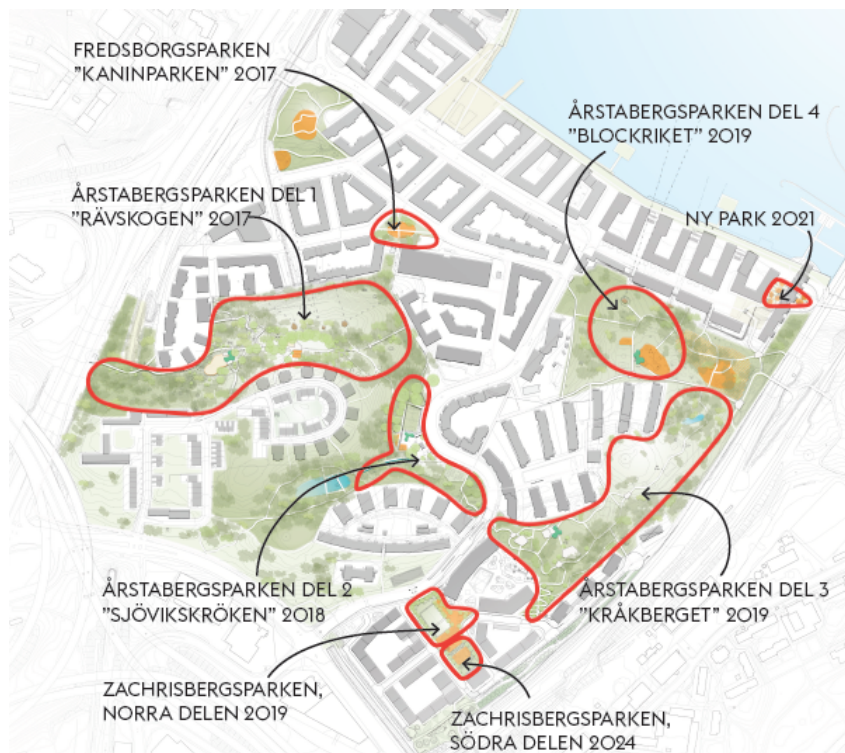 FREDSBORGSPARKEN
"KANINPARKEN" 2017
ÅRSTABERGSPARKEN DEL 4
"BLOCKRIKET" 2019
ÅRSTABERGSPARKEN DEL 1
"RÄVSKOGEN" 2017
NY PARK 2021
ÅRSTABERGSPARKEN DEL 2
"SJÖVIKSKRÖKEN" 2018
ÅRSTABERGSPARKEN DEL 3
"KRÅKBERGET" 2019
ZACHRISBERGSPARKEN,
NORRA DELEN 2019
ZACHRISBERGSPARKEN,
SÖDRA DELEN 2024